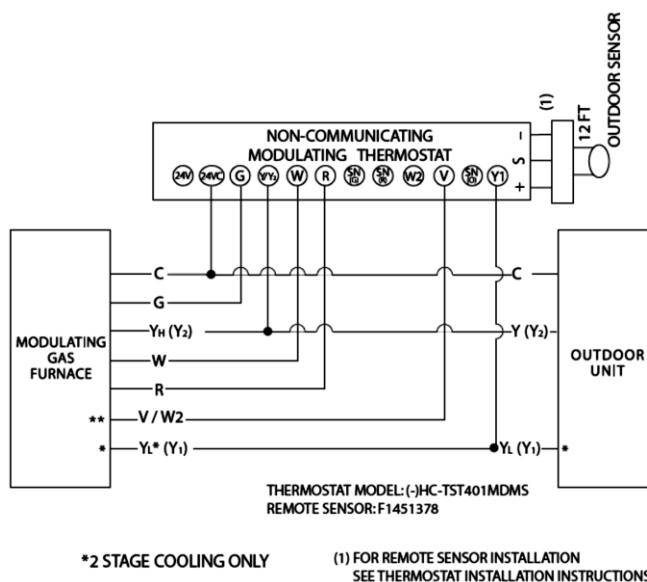 OUTDOOR SENSOR
12 FT
(1)
NON-COMMUNICATING
MODULATING THERMOSTAT
– S +
24V 24VC G Y/Y2 W R SN (C) SN (R) W2 V SN (O) Y1
C C
G
YH (Y2) Y (Y2)
W
R
** V / W2
* YL* (Y1) YL (Y1) *
MODULATING
GAS
FURNACE
OUTDOOR
UNIT
THERMOSTAT MODEL: (-)HC-TST401MDMS
REMOTE SENSOR: F1451378
*2 STAGE COOLING ONLY
(1) FOR REMOTE SENSOR INSTALLATION
SEE THERMOSTAT INSTALLATION INSTRUCTIONS